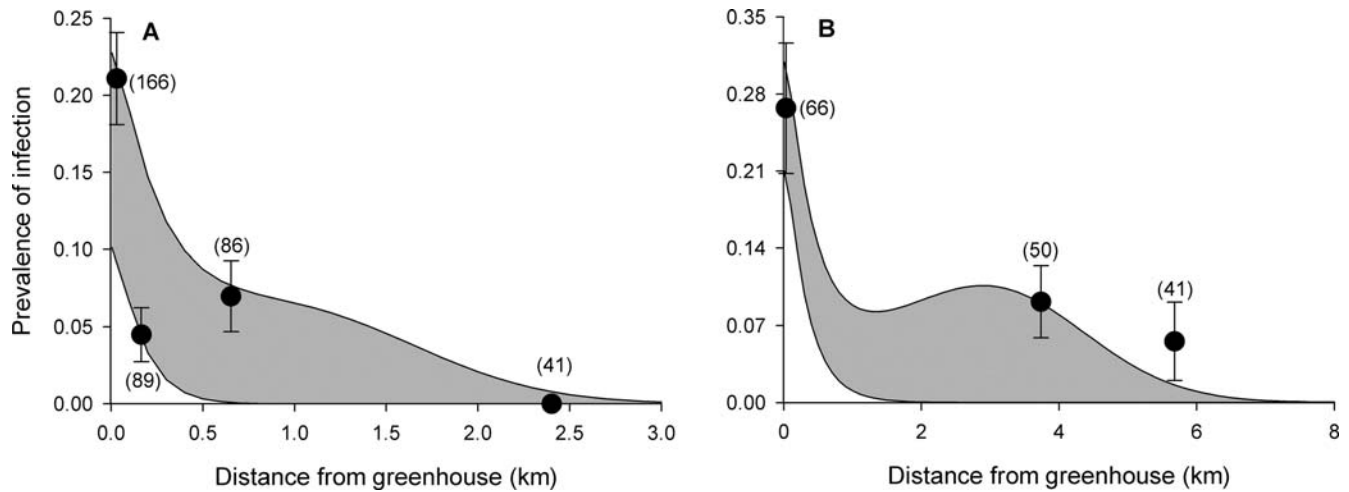 A
Prevalence of infection
0.25
0.20
0.15
0.10
0.05
0.00
(166)
(86)
(89)
(41)
0.0 0.5 1.0 1.5 2.0 2.5 3.0
Distance from greenhouse (km)
B
0.35
0.28
0.21
0.14
0.07
0.00
(66)
(50)
(41)
0 2 4 6 8
Distance from greenhouse (km)